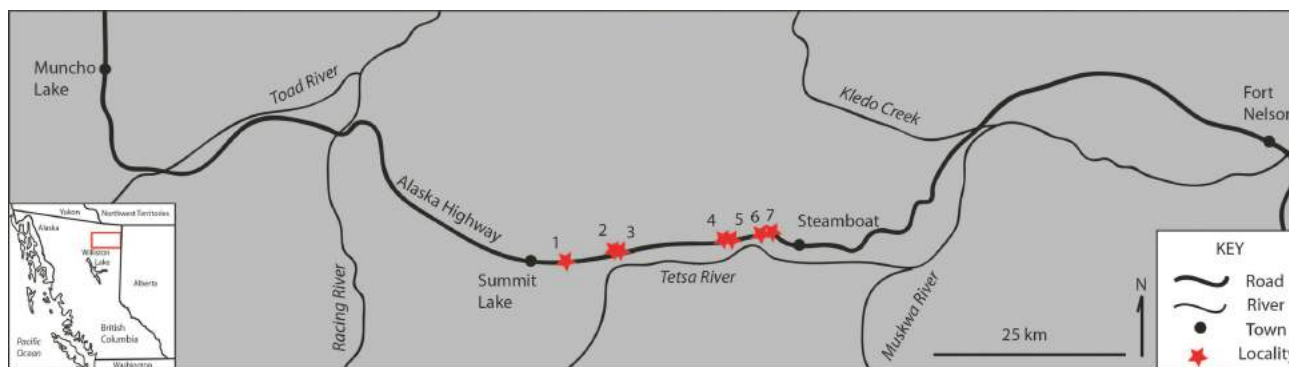 Muncho
Lake
Toad River
Kledo Creek
Fort
Nelson
Alaska Highway
Racing River
1
2
3
4
5
6
7
Steamboat
Summit
Lake
Tetsa River
Muskwa River
25 km
N
KEY
Road
River
Town
Locality
Yukon
Northwest Territories
Alaska
Williston
Lake
Alberta
British
Columbia
Pacific
Ocean
Washington